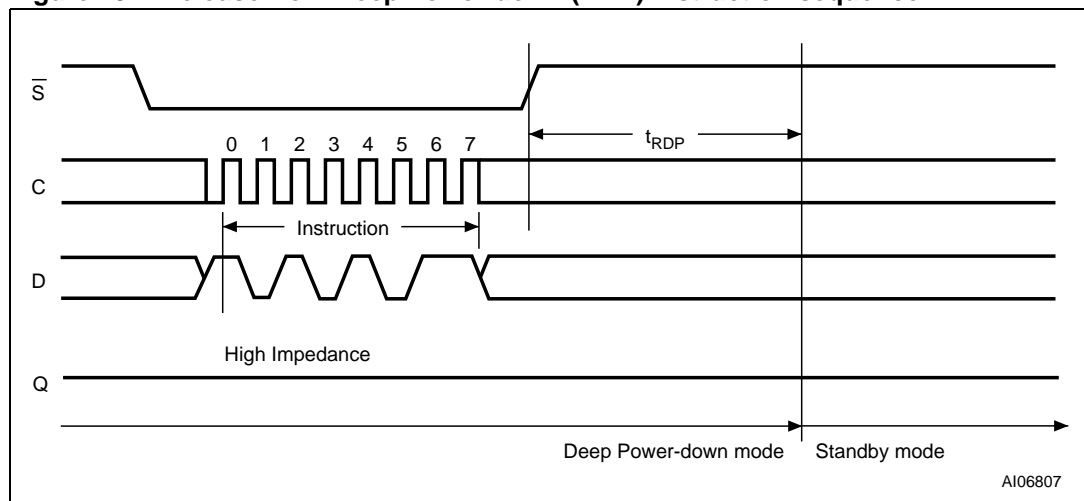 S
tRDP
0 1 2 3 4 5 6 7
C
Instruction
D
High Impedance
Q
Deep Power-down mode Standby mode
AI06807